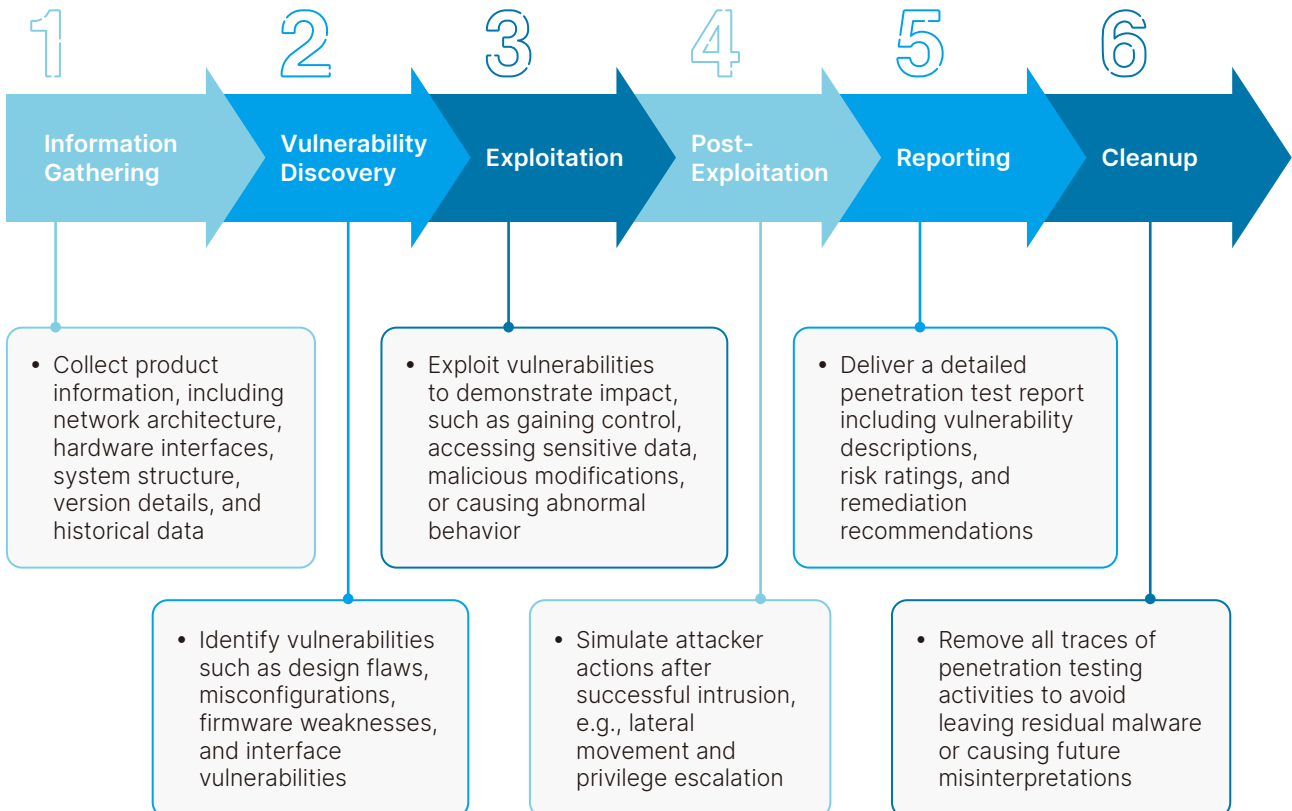 1
2
3
4
5
6
Information
Gathering
Vulnerability
Discovery
Exploitation
Post-
Exploitation
Reporting
Cleanup
• Collect product
information, including
network architecture,
hardware interfaces,
system structure,
version details, and
historical data
• Exploit vulnerabilities
to demonstrate impact,
such as gaining control,
accessing sensitive data,
malicious modifications,
or causing abnormal
behavior
• Deliver a detailed
penetration test report
including vulnerability
descriptions,
risk ratings, and
remediation
recommendations
• Identify vulnerabilities
such as design flaws,
misconfigurations,
firmware weaknesses,
and interface
vulnerabilities
• Simulate attacker
actions after
successful intrusion,
e.g., lateral
movement and
privilege escalation
• Remove all traces of
penetration testing
activities to avoid
leaving residual malware
or causing future
misinterpretations